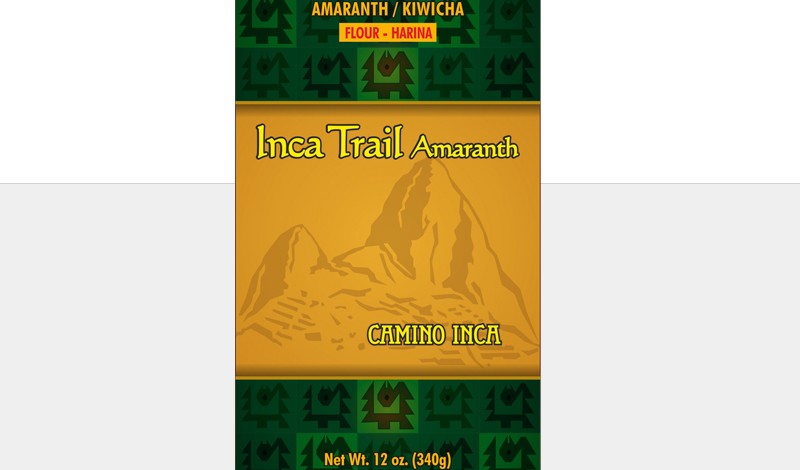 AMARANTH / KIWICHA
FLOUR - HARINA
Inca Trail Amaranth
CAMINO INCA
Net Wt. 12 oz. (340g)